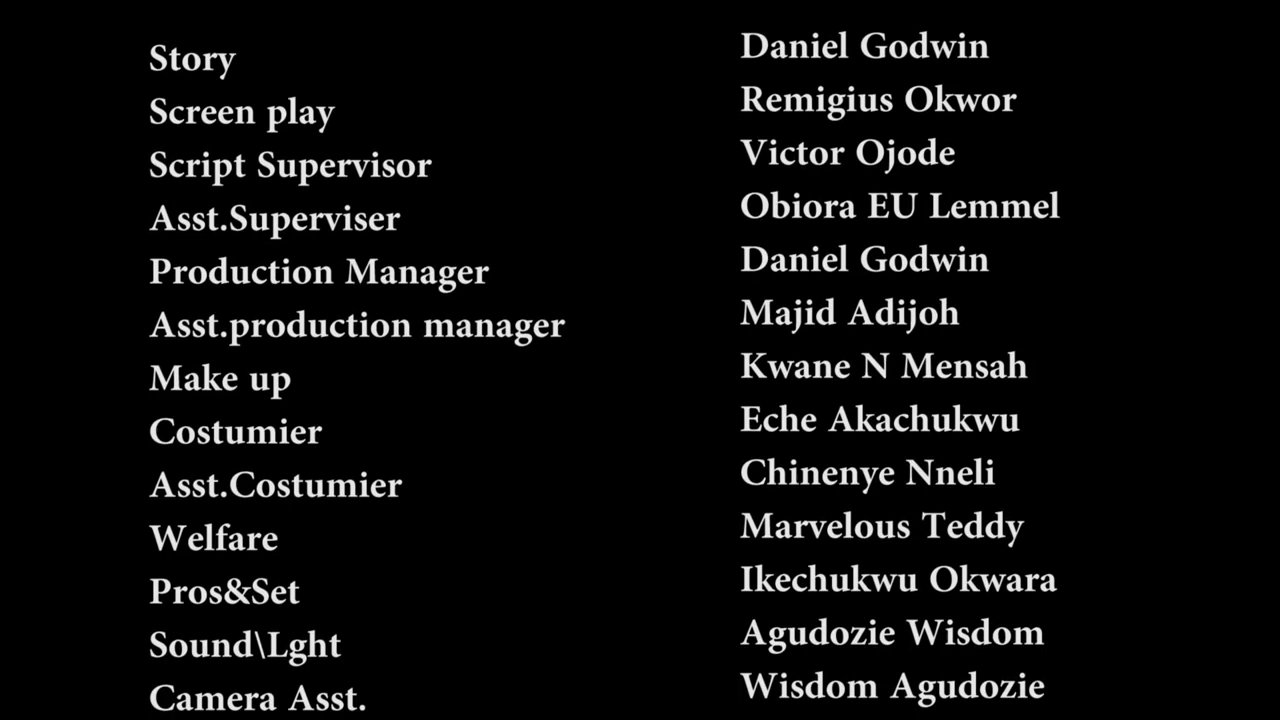 Story Daniel Godwin
Screen play Remigius Okwor
Script Supervisor Victor Ojode
Asst.Superviser Obiora EU Lemmel
Production Manager Daniel Godwin
Asst.production manager Majid Adijoh
Make up Kwane N Mensah
Costumier Eche Akachukwu
Asst.Costumier Chinenye Nneli
Welfare Marvelous Teddy
Pros&Set Ikechukwu Okwara
Sound\Lght Agudozie Wisdom
Camera Asst. Wisdom Agudozie